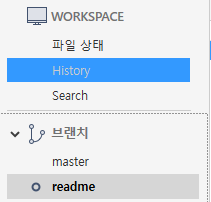 WORKSPACE
파일 상태
History
Search
브랜치
master
readme